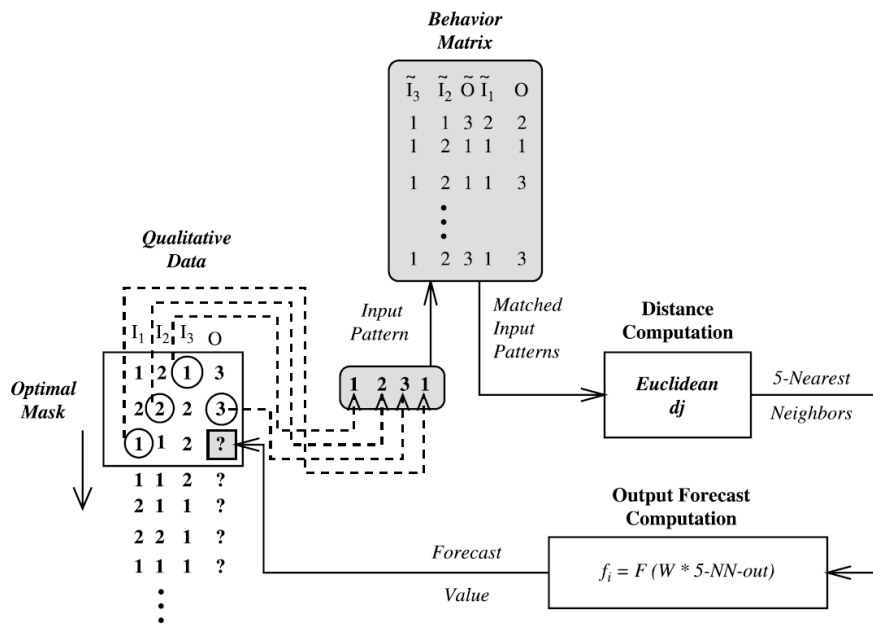 Behavior
Matrix
Ĩ3 Ĩ2 Õ Ĩ1 O
1 1 3 2 2
1 2 1 1 1
1 2 1 1 3
1 2 3 1 3
Qualitative
Data
Input
Pattern
Matched
Input
Patterns
Distance
Computation
I1 I2 I3 O
Optimal
Mask
1 2 1 3
2 2 2 3
1 1 2 ?
1 1 2 ?
2 1 1 ?
2 2 1 ?
1 1 1 ?
1 2 3 1
Euclidean
dj
5-Nearest
Neighbors
Output Forecast
Computation
Forecast
Value
fi = F (W * 5-NN-out)